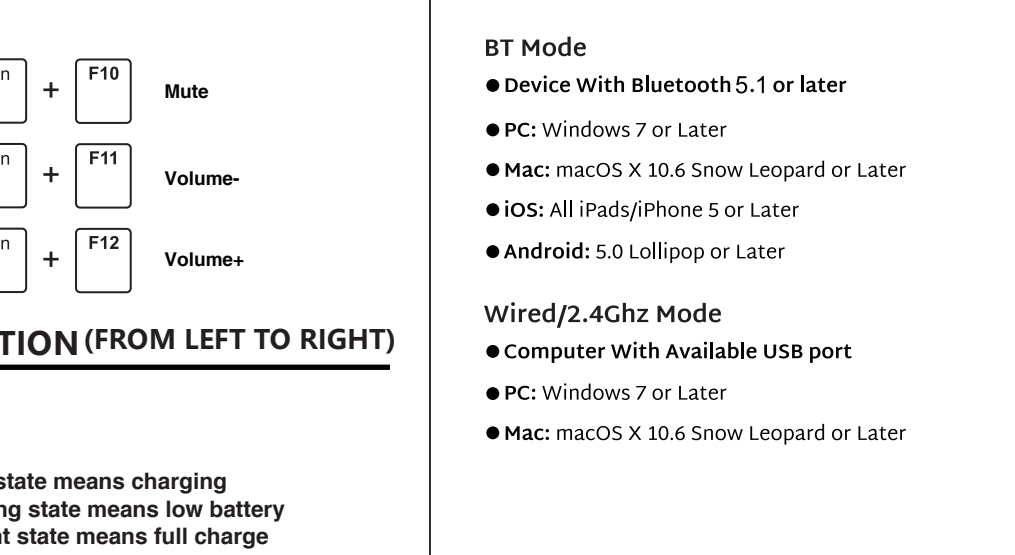 n + F10 Mute
n + F11 Volume-
n + F12 Volume+
TION (FROM LEFT TO RIGHT)
state means charging
ng state means low battery
t state means full charge
BT Mode
● Device With Bluetooth 5.1 or later
● PC: Windows 7 or Later
● Mac: macOS X 10.6 Snow Leopard or Later
● iOS: All iPads/iPhone 5 or Later
● Android: 5.0 Lollipop or Later
Wired/2.4Ghz Mode
● Computer With Available USB port
● PC: Windows 7 or Later
● Mac: macOS X 10.6 Snow Leopard or Later